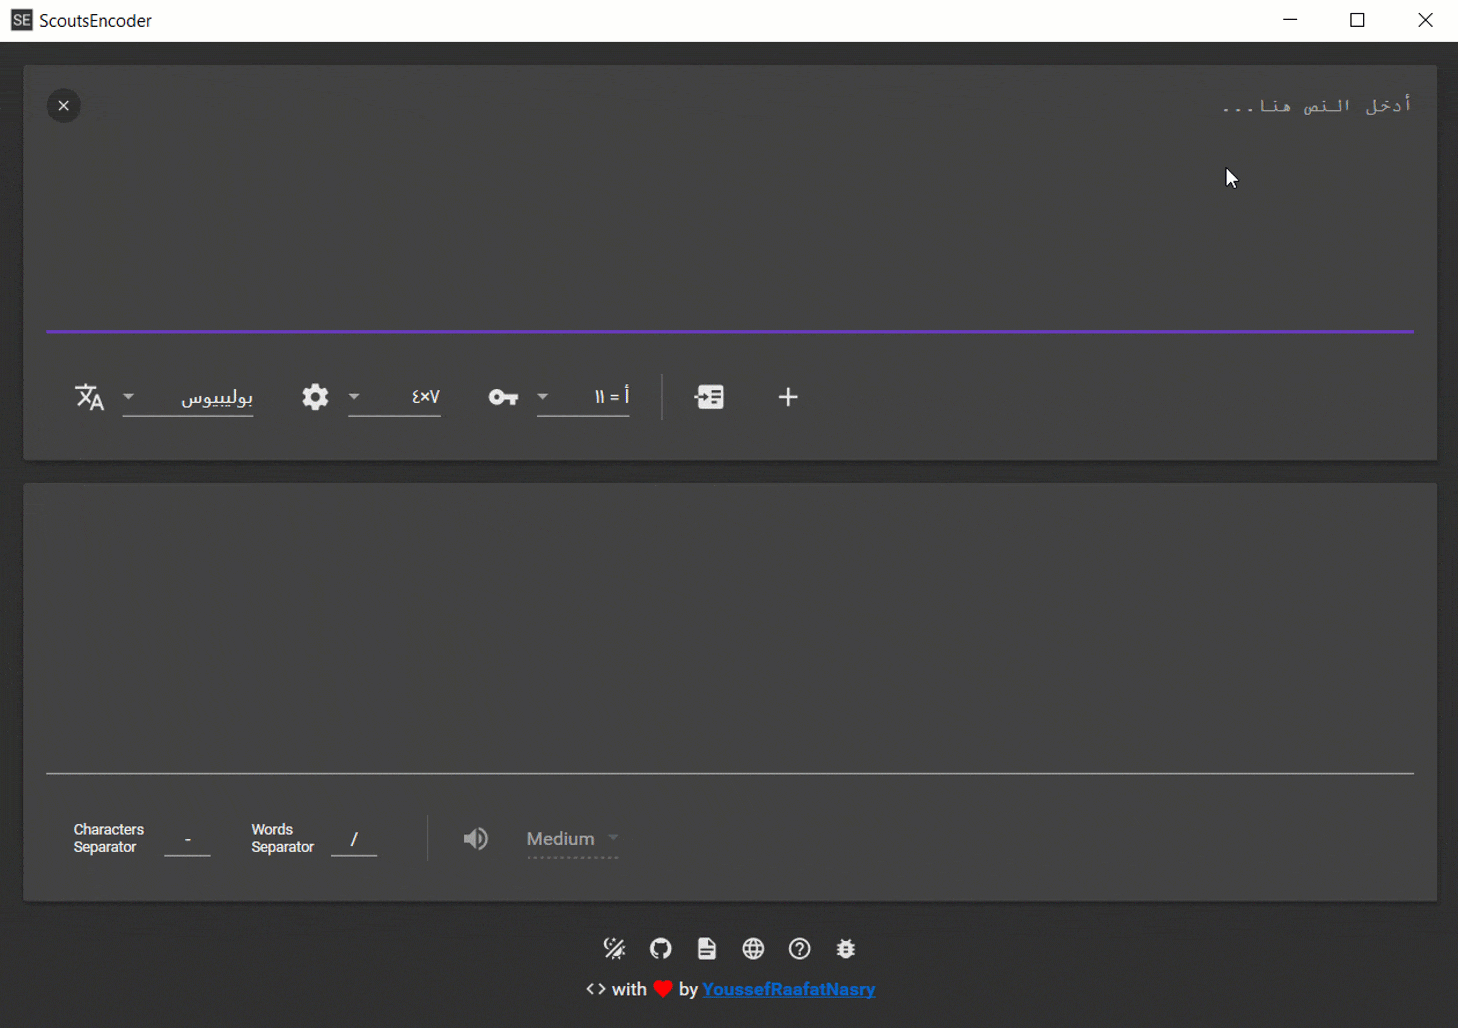 SE ScoutsEncoder
أدخل النص هنا...
بوليبيوس
٧×٤
أ = ١١
Characters Separator
-
Words Separator
/
Medium
<> with ❤ by YoussefRaafatNasry